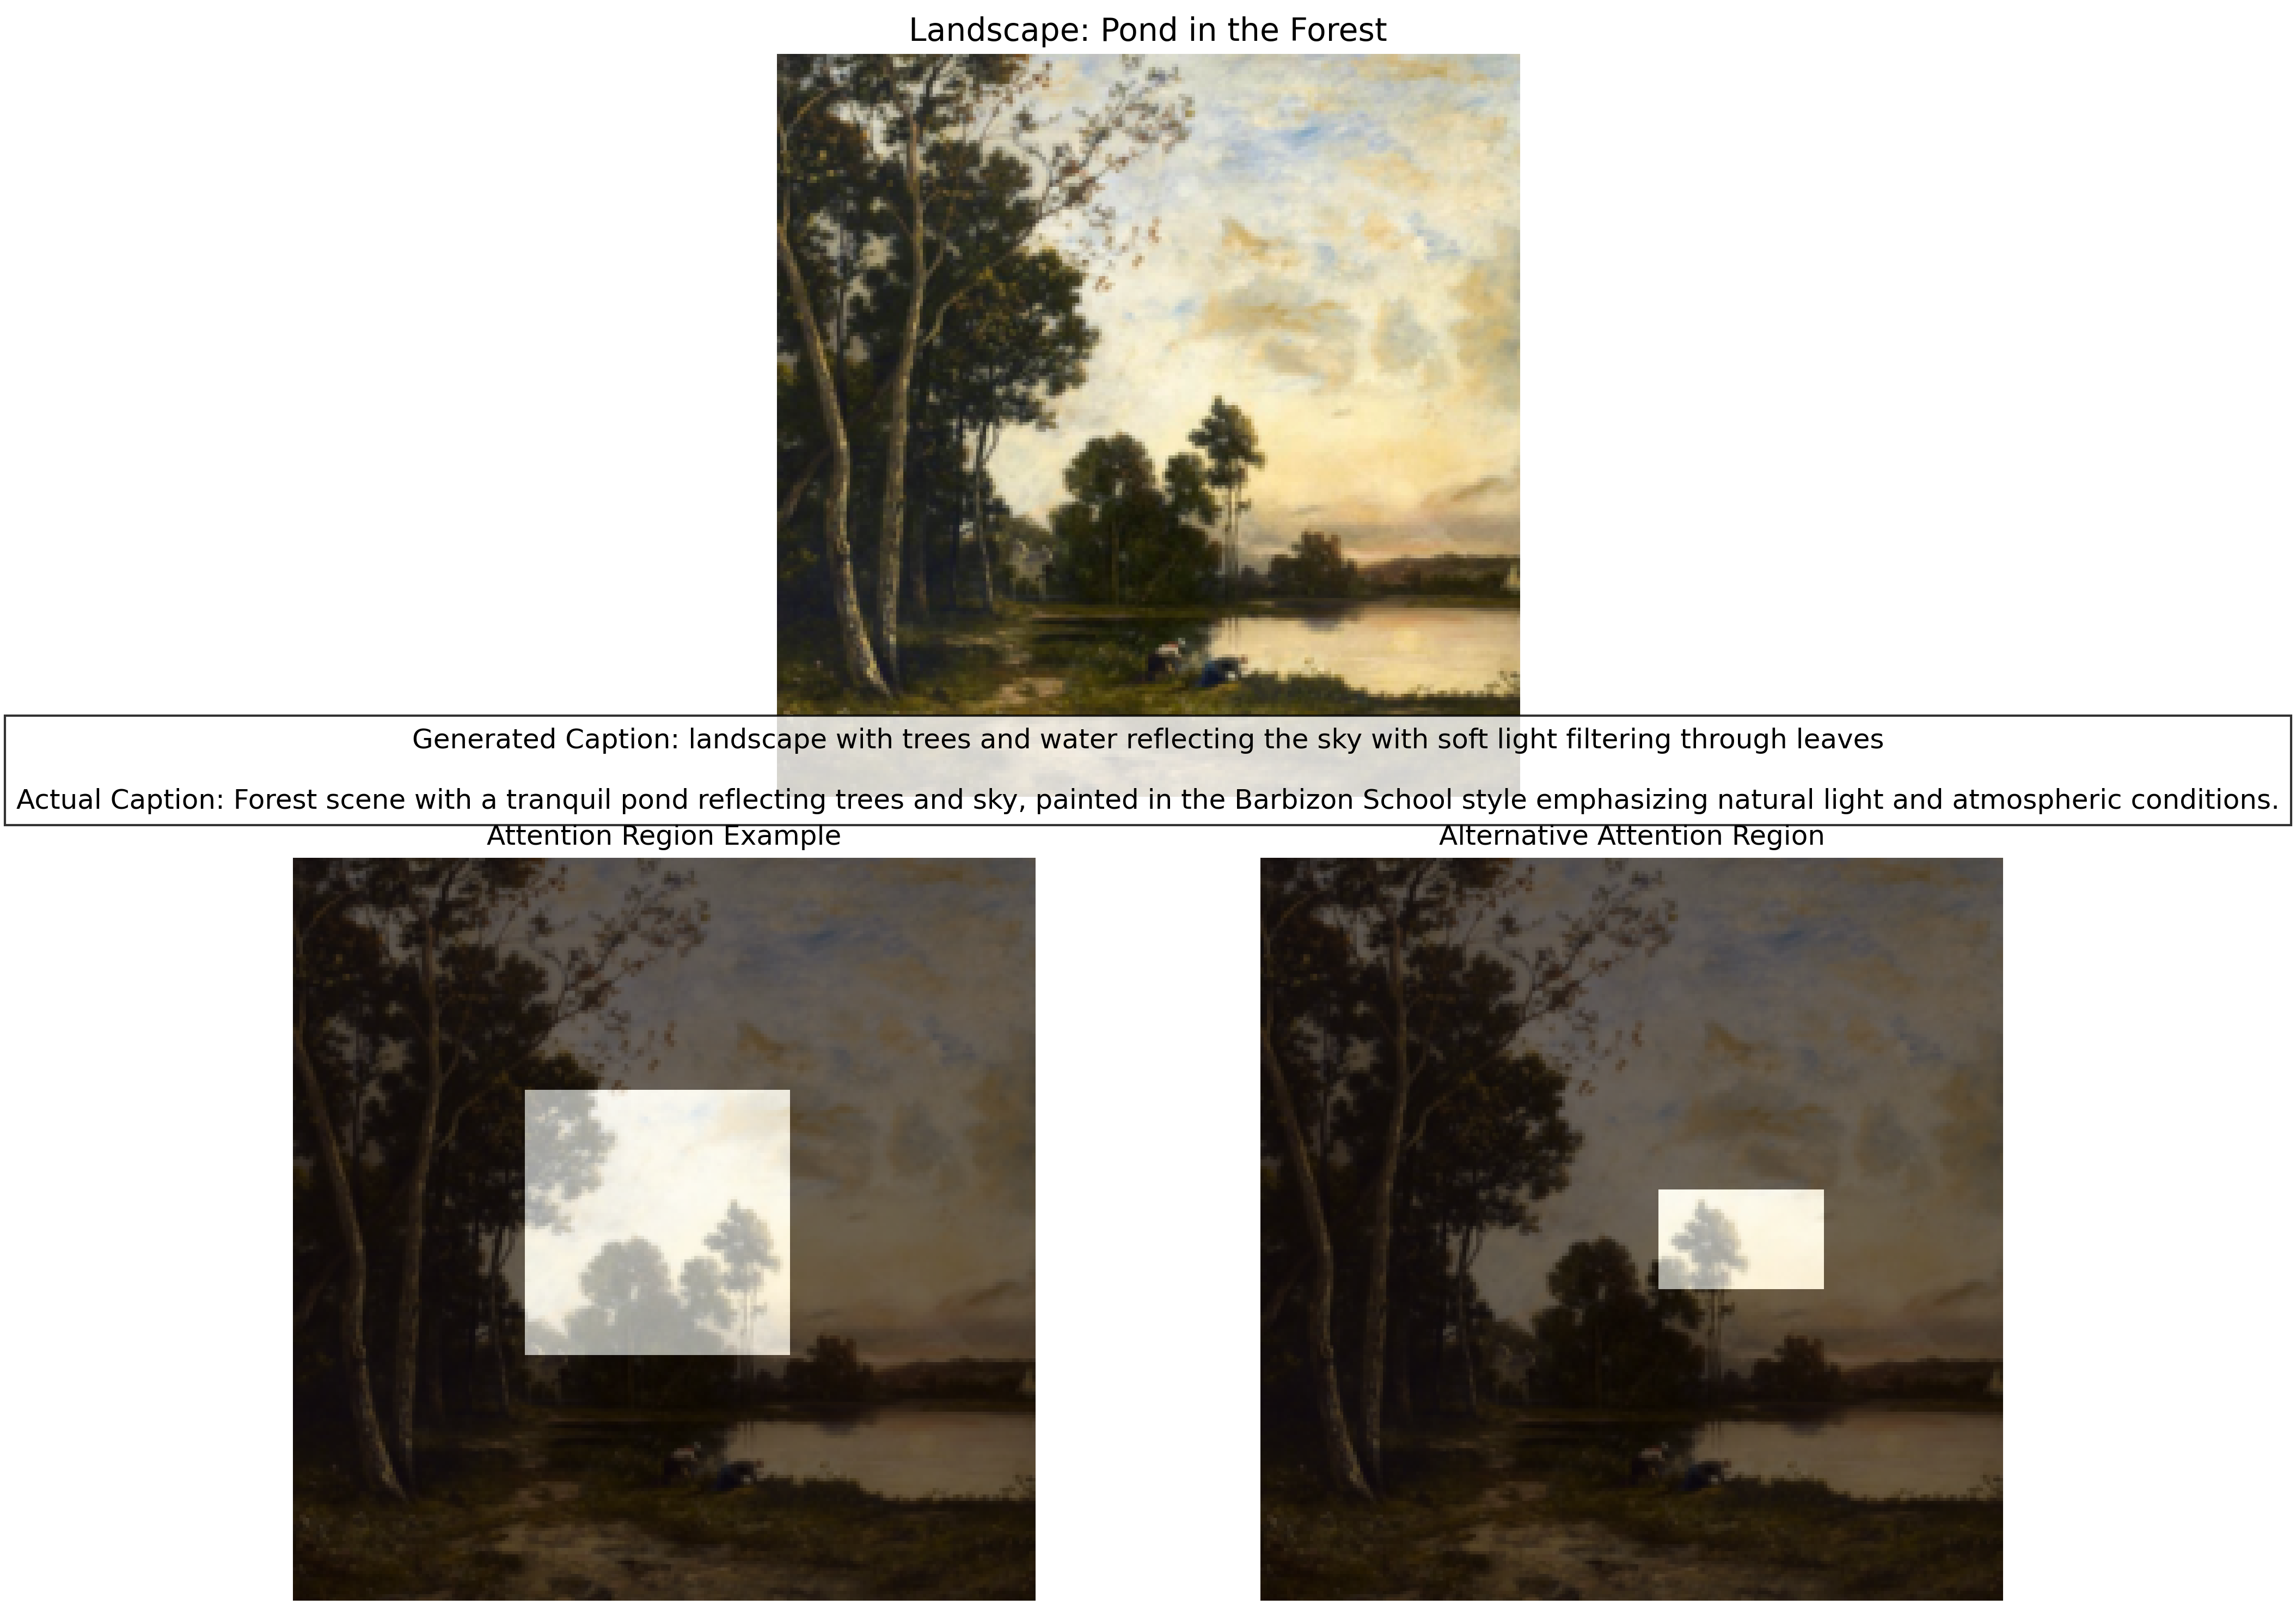 Landscape: Pond in the Forest
Generated Caption: landscape with trees and water reflecting the sky with soft light filtering through leaves
Actual Caption: Forest scene with a tranquil pond reflecting trees and sky, painted in the Barbizon School style emphasizing natural light and atmospheric conditions.
Attention Region Example
Alternative Attention Region